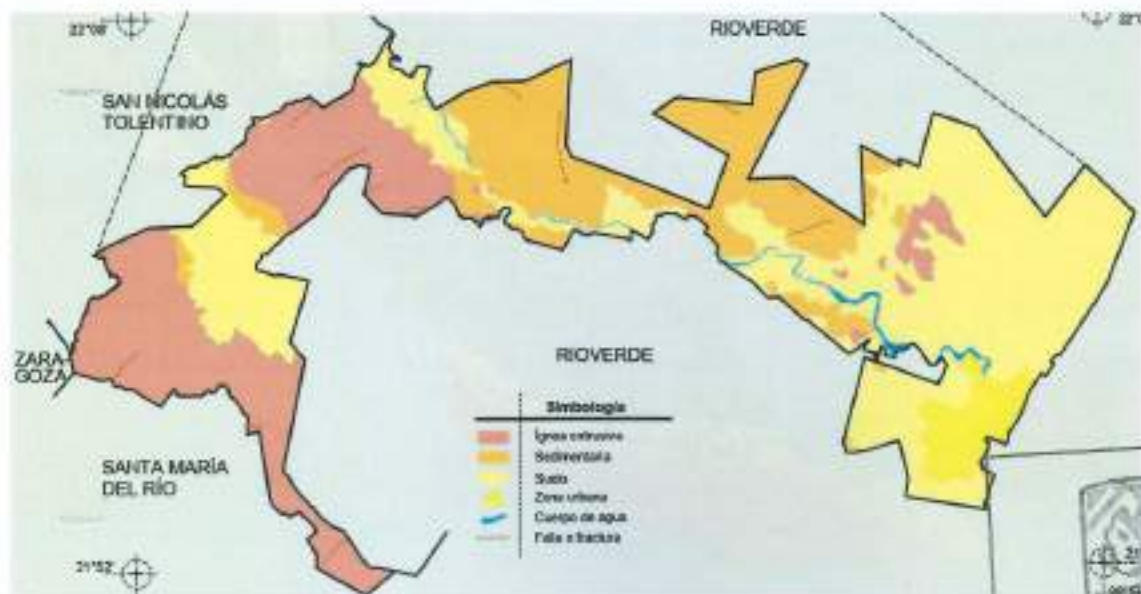 22°08'
RIOVERDE
SAN NICOLÁS
TOLENTINO
ZARA-
GOZA
RIOVERDE
Simbología
Ígnea extrusiva
Sedimentaria
Suelo
Zona urbana
Cuerpo de agua
Falla o fractura
SANTA MARÍA
DEL RÍO
21°52'